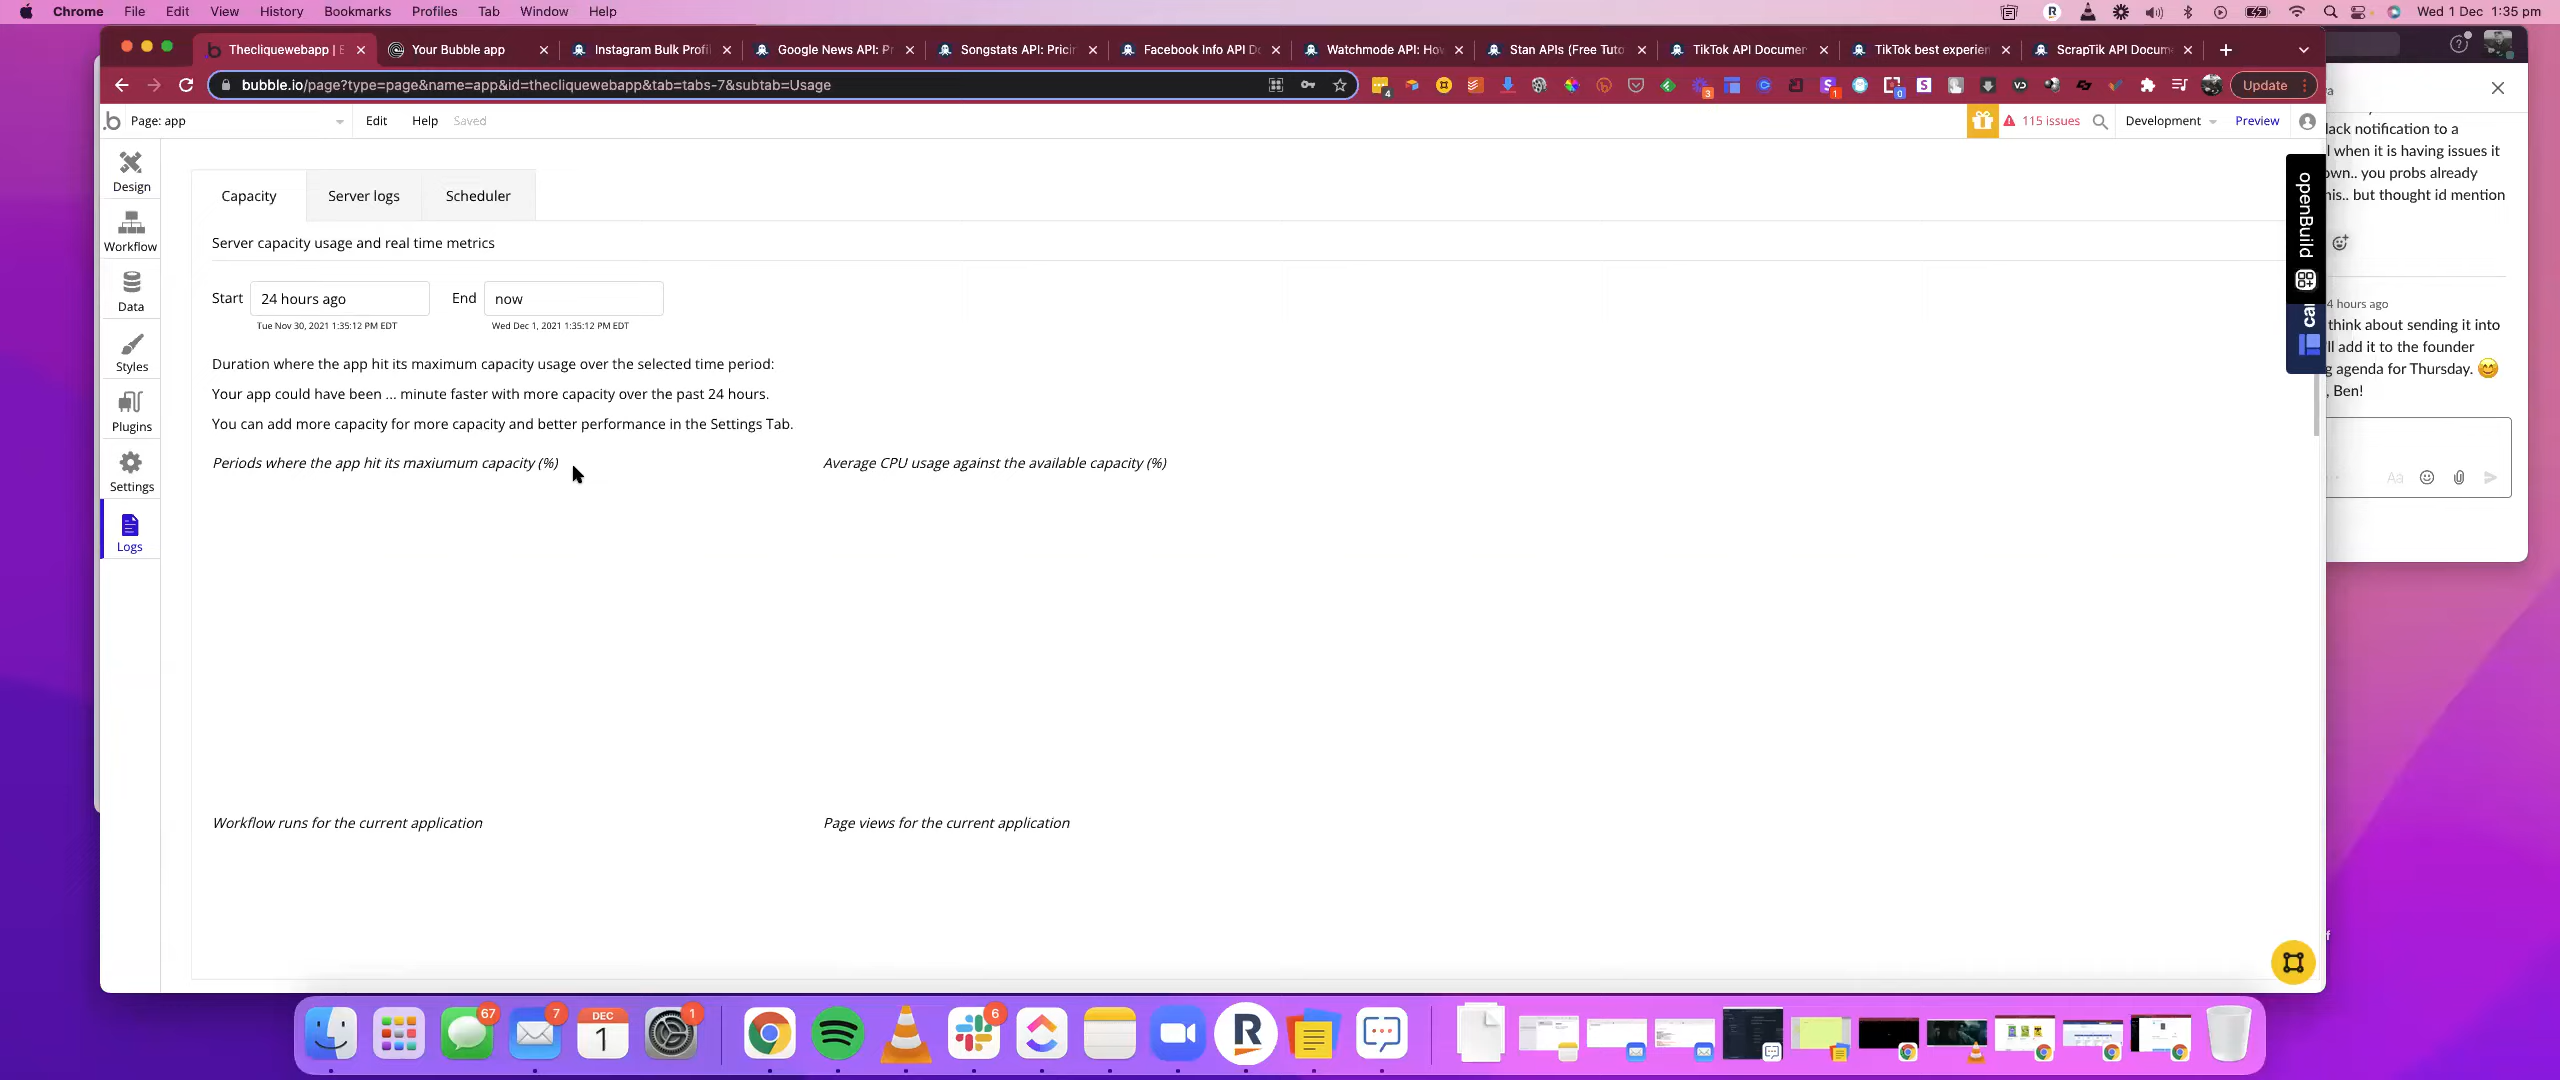 Chrome File Edit View History Bookmarks Profiles Tab Window Help
Wed 1 Dec 1:35 pm
Thecliquewebapp | E
Your Bubble app
Instagram Bulk Profi
Google News API: Pr
Songstats API: Pricin
Facebook Info API Do
Watchmode API: How
Stan APIs (Free Tuto
TikTok API Documen
TikTok best experien
ScrapTik API Docum
bubble.io/page?type=page&name=app&id=thecliquewebapp&tab=tabs-7&subtab=Usage
Update
Page: app
Edit
Help
Saved
115 issues
Development
Preview
Design
Workflow
Data
Styles
Plugins
Settings
Logs
Capacity
Server logs
Scheduler
Server capacity usage and real time metrics
Start
24 hours ago
End
now
Tue Nov 30, 2021 1:35:12 PM EDT
Wed Dec 1, 2021 1:35:12 PM EDT
Duration where the app hit its maximum capacity usage over the selected time period:
Your app could have been ... minute faster with more capacity over the past 24 hours.
You can add more capacity for more capacity and better performance in the Settings Tab.
Periods where the app hit its maxiumum capacity (%)
Average CPU usage against the available capacity (%)
Workflow runs for the current application
Page views for the current application
openBuild
ca
lack notification to a
l when it is having issues it
own.. you probs already
his.. but thought id mention
4 hours ago
think about sending it into
'll add it to the founder
g agenda for Thursday. 😊
, Ben!
Aa
67
7
DEC
1
1
6
R